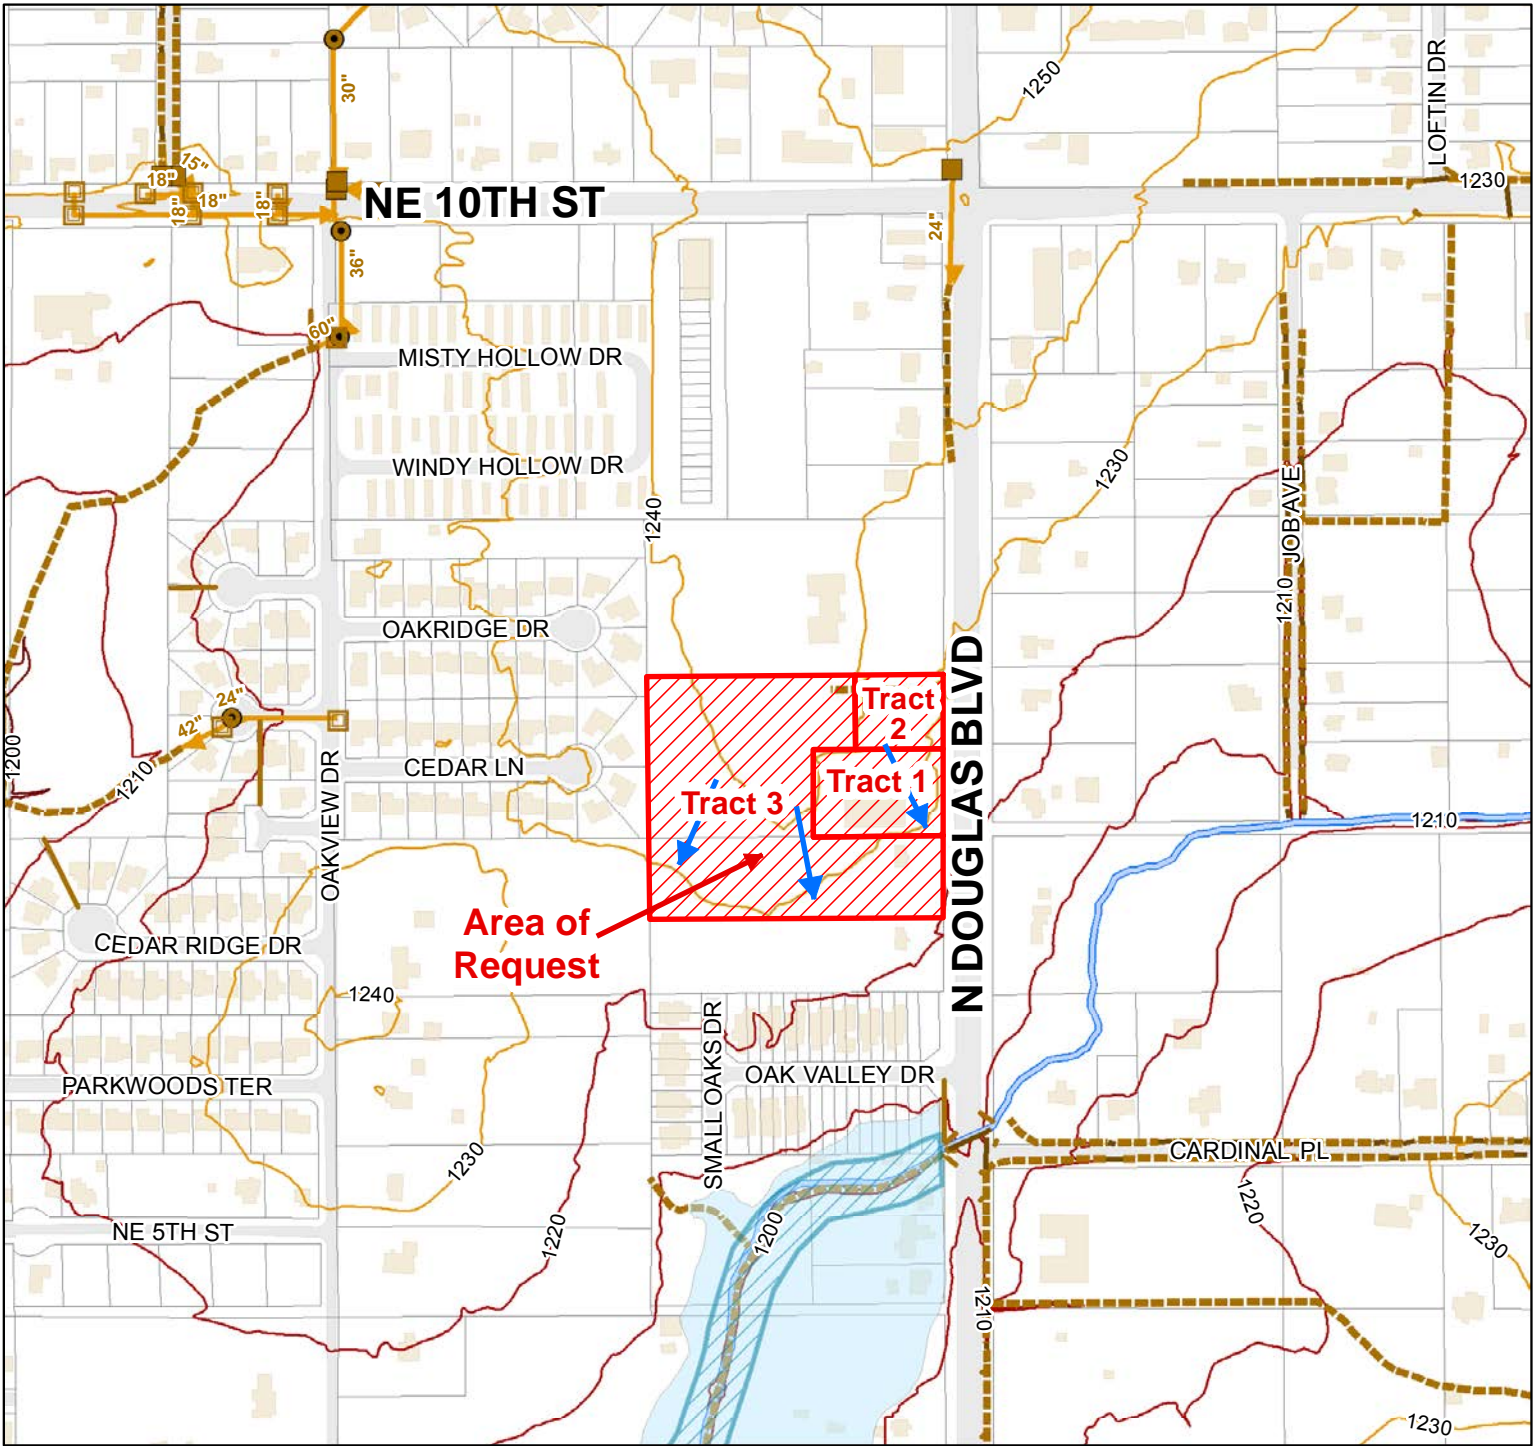 1250
LOFTIN DR
30"
15"
18"
18"
18"
18"
NE 10TH ST
1230
24"
36"
60"
MISTY HOLLOW DR
WINDY HOLLOW DR
1230
1240
JOB AVE
1210
OAKRIDGE DR
N DOUGLAS BLVD
Tract
2
24"
42"
1200
1210
OAKVIEW DR
CEDAR LN
Tract 1
Tract 3
1210
Area of
Request
CEDAR RIDGE DR
1240
SMALL OAKS DR
OAK VALLEY DR
PARKWOODS TER
1230
CARDINAL PL
1220
1230
NE 5TH ST
1220
1200
1210
1230